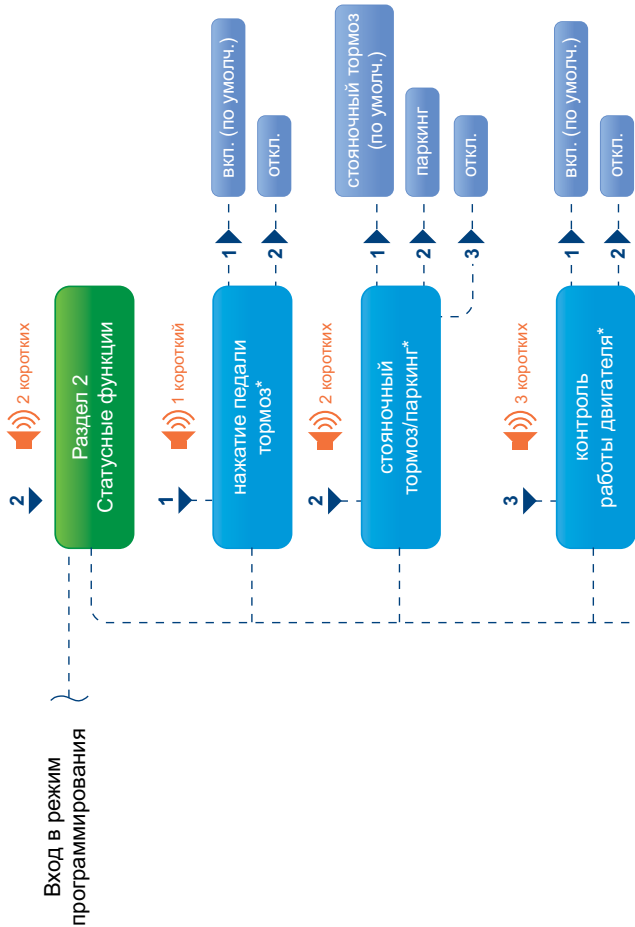 Вход в режим
программирования
2
2 коротких
Раздел 2
Статусные функции
1
1 короткий
нажатие педали
тормоз*
1
вкл. (по умолч.)
2
откл.
2
2 коротких
стояночный
тормоз/паркинг*
1
стояночный тормоз
(по умолч.)
2
паркинг
3
откл.
3
3 коротких
контроль
работы двигателя*
1
вкл. (по умолч.)
2
откл.